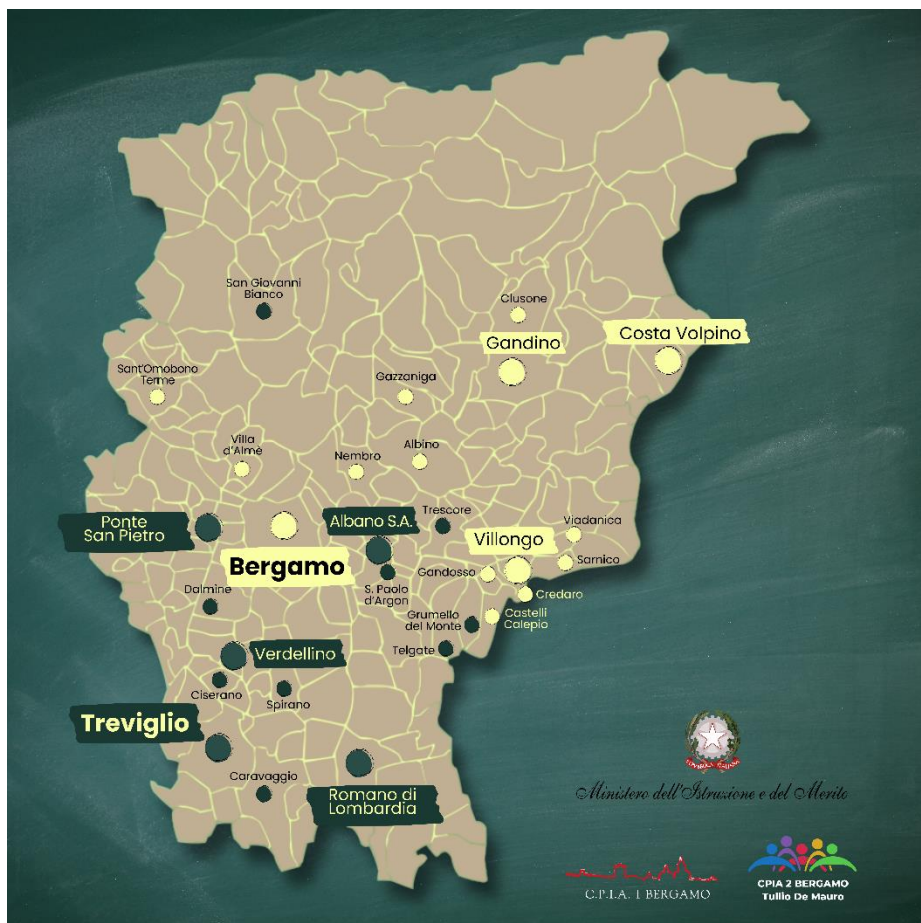 San Giovanni
Bianco
Clusone
Gandino
Costa Volpino
Sant'Omobono
Terme
Gazzaniga
Villa
d'Almè
Nembro
Albino
Ponte
San Pietro
Bergamo
Albano S.A.
Trescore
Villongo
Viadanica
Sarnico
Gandosso
Credaro
S. Paolo
d'Argon
Dalmine
Grumello
del Monte
Castelli
Calepio
Telgate
Verdellino
Ciserano
Spirano
Treviglio
Caravaggio
Romano di
Lombardia
Ministero dell'Istruzione e del Merito
C.P.I.A. 1 BERGAMO
CPIA 2 BERGAMO
Tullio De Mauro